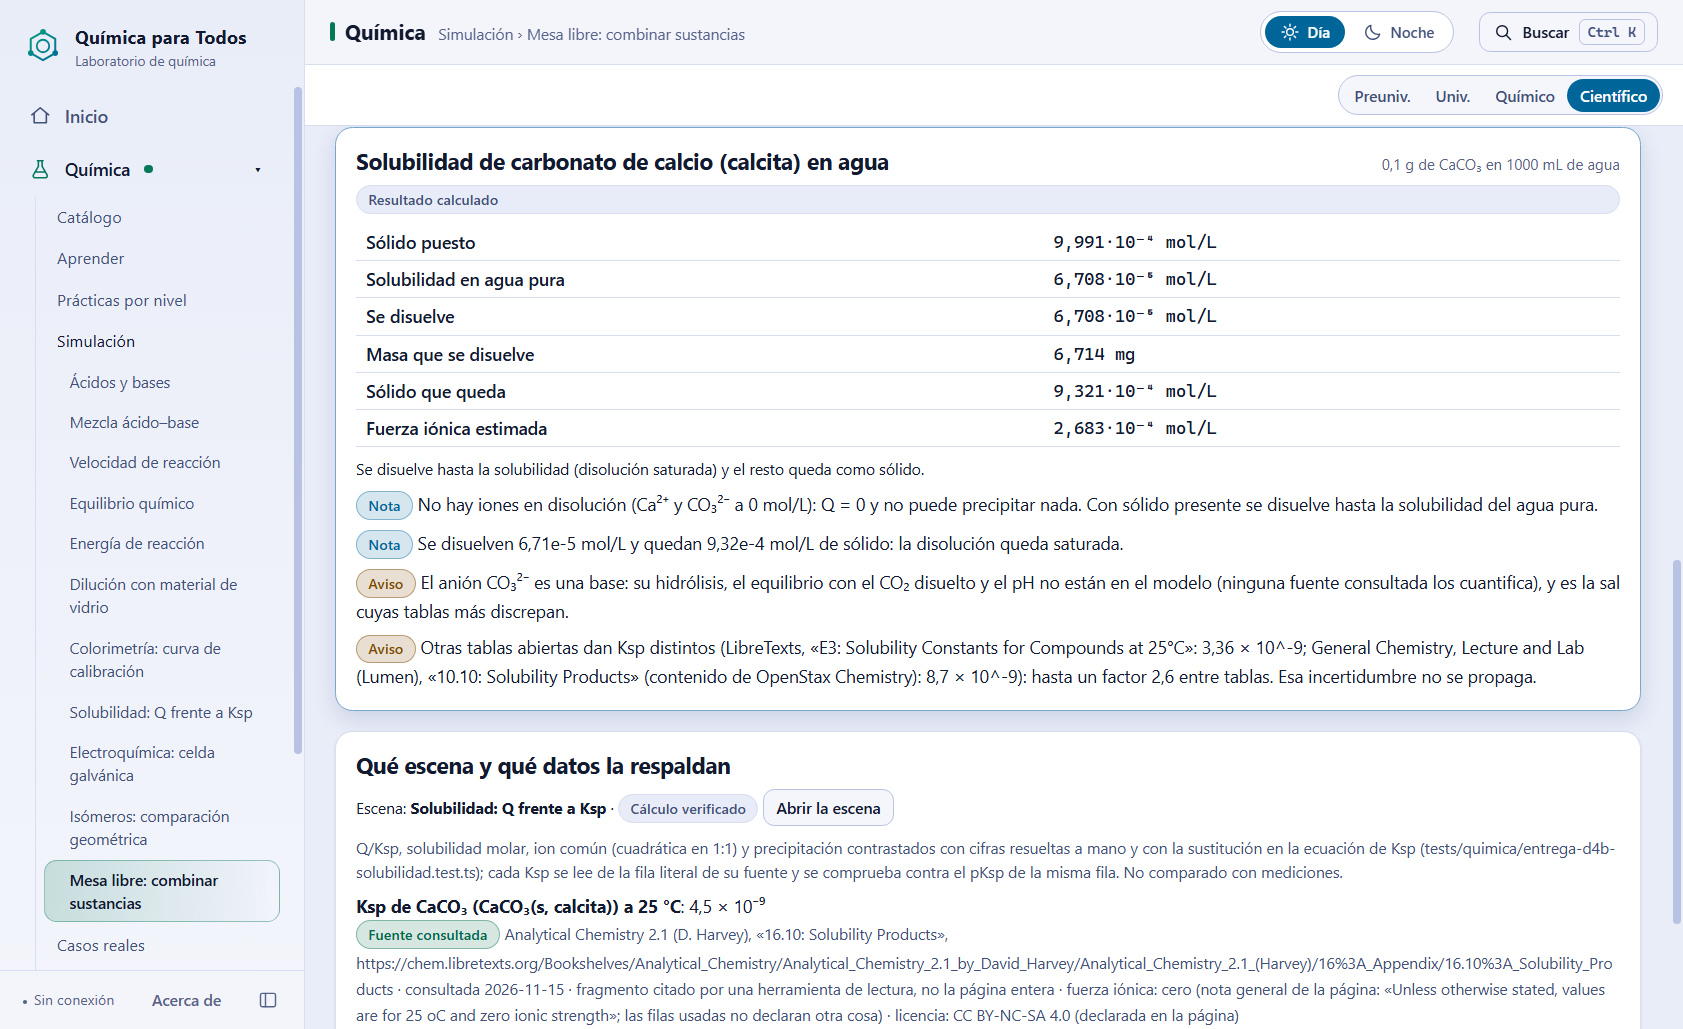 Química para Todos
Laboratorio de química
Inicio
Química
Catálogo
Aprender
Prácticas por nivel
Simulación
Ácidos y bases
Mezcla ácido–base
Velocidad de reacción
Equilibrio químico
Energía de reacción
Dilución con material de
vidrio
Colorimetría: curva de
calibración
Solubilidad: Q frente a Ksp
Electroquímica: celda
galvánica
Isómeros: comparación
geométrica
Mesa libre: combinar
sustancias
Casos reales
Sin conexión
Acerca de
Química Simulación › Mesa libre: combinar sustancias
Día
Noche
Buscar Ctrl K
Preuniv. Univ. Químico Científico
Solubilidad de carbonato de calcio (calcita) en agua
0,1 g de CaCO₃ en 1000 mL de agua
Resultado calculado
Sólido puesto 9,991·10⁻⁴ mol/L
Solubilidad en agua pura 6,708·10⁻⁵ mol/L
Se disuelve 6,708·10⁻⁵ mol/L
Masa que se disuelve 6,714 mg
Sólido que queda 9,321·10⁻⁴ mol/L
Fuerza iónica estimada 2,683·10⁻⁴ mol/L
Se disuelve hasta la solubilidad (disolución saturada) y el resto queda como sólido.
Nota No hay iones en disolución (Ca²⁺ y CO₃²⁻ a 0 mol/L): Q = 0 y no puede precipitar nada. Con sólido presente se disuelve hasta la solubilidad del agua pura.
Nota Se disuelven 6,71e-5 mol/L y quedan 9,32e-4 mol/L de sólido: la disolución queda saturada.
Aviso El anión CO₃²⁻ es una base: su hidrólisis, el equilibrio con el CO₂ disuelto y el pH no están en el modelo (ninguna fuente consultada los cuantifica), y es la sal
cuyas tablas más discrepan.
Aviso Otras tablas abiertas dan Ksp distintos (LibreTexts, «E3: Solubility Constants for Compounds at 25°C»: 3,36 × 10^-9; General Chemistry, Lecture and Lab
(Lumen), «10.10: Solubility Products» (contenido de OpenStax Chemistry): 8,7 × 10^-9): hasta un factor 2,6 entre tablas. Esa incertidumbre no se propaga.
Qué escena y qué datos la respaldan
Escena: Solubilidad: Q frente a Ksp · Cálculo verificado Abrir la escena
Q/Ksp, solubilidad molar, ion común (cuadrática en 1:1) y precipitación contrastados con cifras resueltas a mano y con la sustitución en la ecuación de Ksp (tests/quimica/entrega-d4b-
solubilidad.test.ts); cada Ksp se lee de la fila literal de su fuente y se comprueba contra el pKsp de la misma fila. No comparado con mediciones.
Ksp de CaCO₃ (CaCO₃(s, calcita)) a 25 °C: 4,5 × 10⁻⁹
Fuente consultada Analytical Chemistry 2.1 (D. Harvey), «16.10: Solubility Products»,
https://chem.libretexts.org/Bookshelves/Analytical_Chemistry/Analytical_Chemistry_2.1_by_David_Harvey/Analytical_Chemistry_2.1_(Harvey)/16%3A_Appendix/16.10%3A_Solubility_Pro
ducts · consultada 2026-11-15 · fragmento citado por una herramienta de lectura, no la página entera · fuerza iónica: cero (nota general de la página: «Unless otherwise stated, values
are for 25 oC and zero ionic strength»; las filas usadas no declaran otra cosa) · licencia: CC BY-NC-SA 4.0 (declarada en la página)